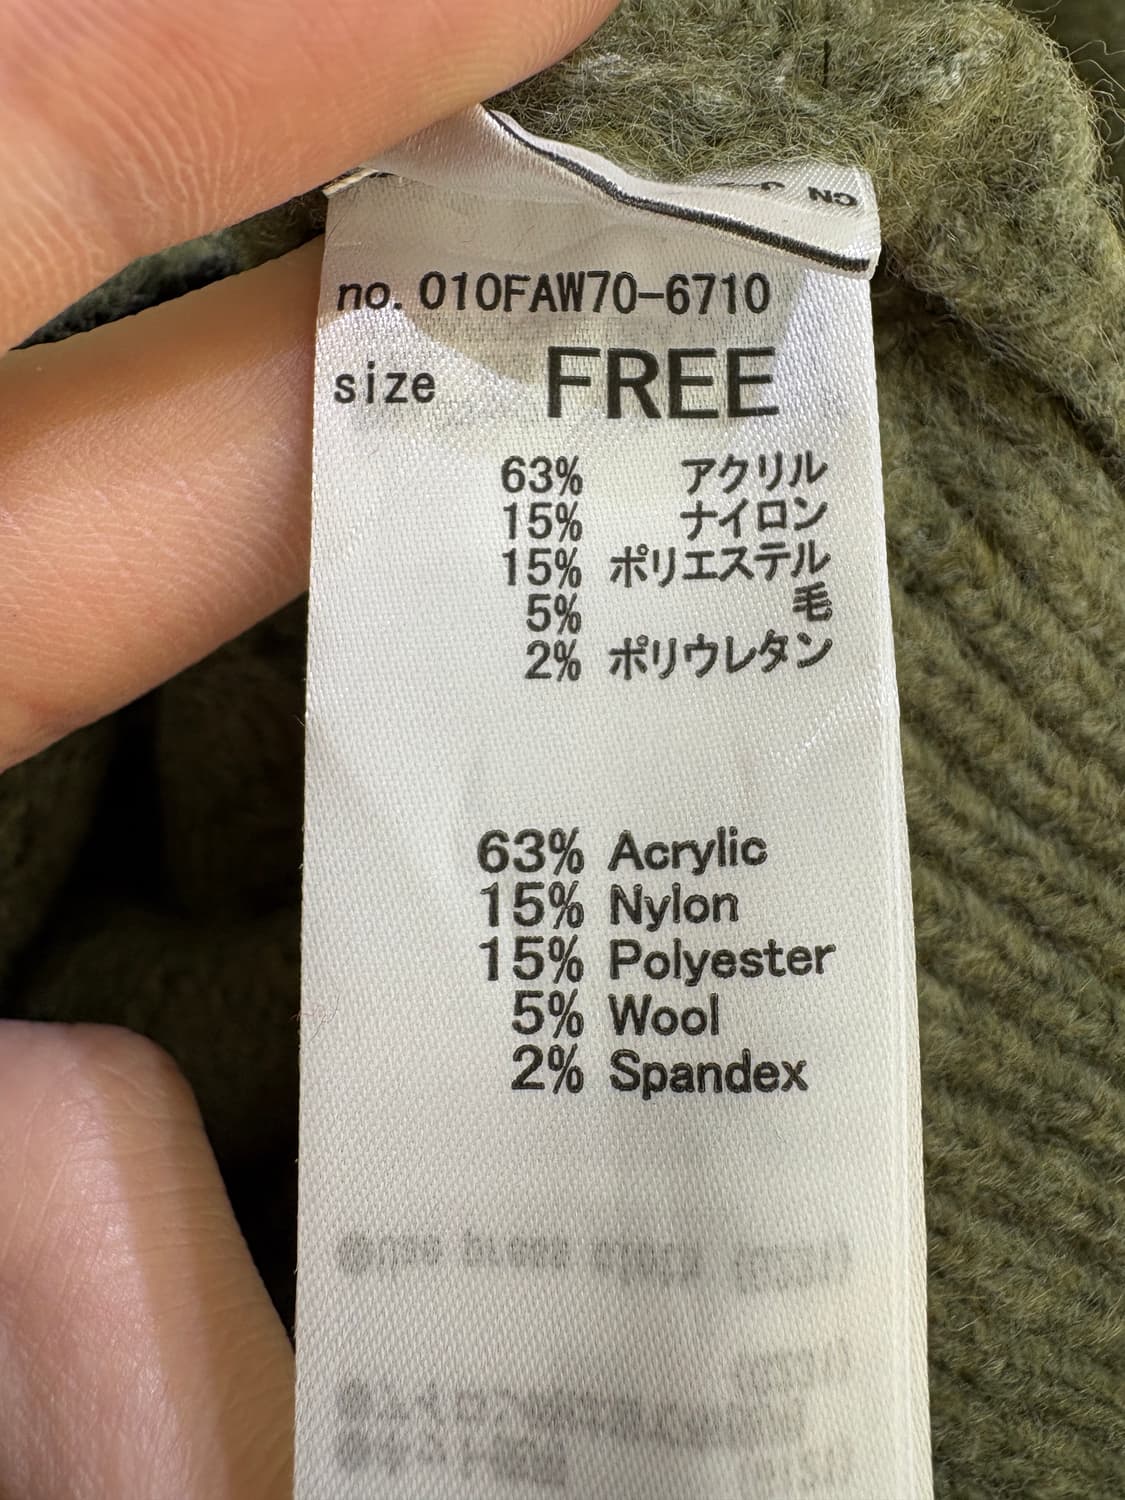 CN
no. 010FAW70-6710
size FREE
63% アクリル
15% ナイロン
15% ポリエステル
5% 毛
2% ポリウレタン
63% Acrylic
15% Nylon
15% Polyester
5% Wool
2% Spandex